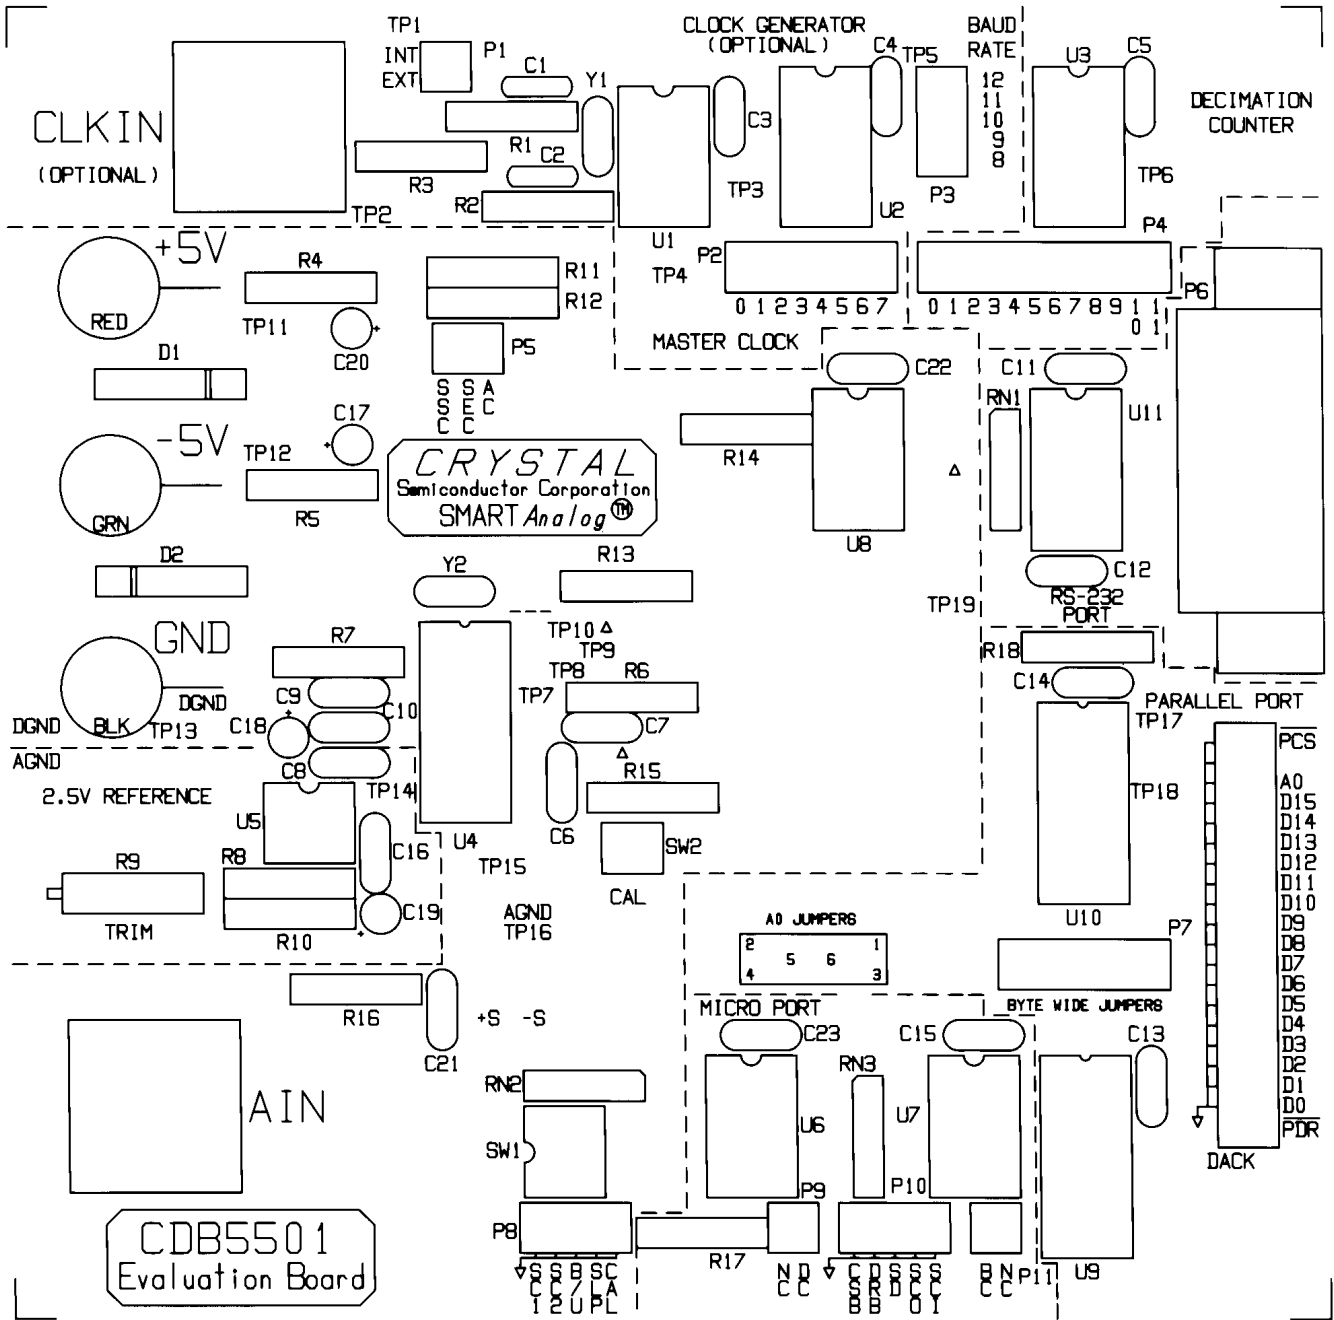 TP1
INT
EXT
P1
C1
Y1
R1
C2
R3
R2
CLKIN
(OPTIONAL)
TP2
CLOCK GENERATOR
(OPTIONAL)
C4
TP5
BAUD
RATE
12
11
10
9
8
C3
TP3
U1
U2
P3
U3
C5
DECIMATION
COUNTER
TP6
P4
P2
TP4
0 1 2 3 4 5 6 7
0 1 2 3 4 5 6 7 8 9 1 1
0 1
P6
MASTER CLOCK
+5V
RED
R4
TP11
C20
D1
R11
R12
P5
S S A
S E C
C C
C22
C11
RN1
U11
-5V
GRN
C17
TP12
R5
D2
CRYSTAL
Semiconductor Corporation
SMART Analog TM
R14
U8
C12
RS-232
PORT
TP19
Y2
R13
TP10
TP9
TP8
TP7
R6
C7
GND
BLK
DGND
DGND
TP13
AGND
R7
C9
C10
C18
C8
TP14
2.5V REFERENCE
U5
U4
C6
R15
SW2
CAL
TP15
AGND
TP16
R9
TRIM
R8
R10
C16
C19
R18
C14
TP17
TP18
U10
PARALLEL PORT
PCS
A0
D15
D14
D13
D12
D11
D10
D9
D8
D7
D6
D5
D4
D3
D2
D1
D0
PDR
DACK
P7
A0 JUMPERS
2 1
5 6
4 3
BYTE WIDE JUMPERS
MICRO PORT
C23
C15
C13
R16
C21
+S -S
AIN
RN2
SW1
P8
U6
RN3
U7
P9
P10
R17
P11
U9
S S B S C
C C / L A
1 2 U P L
N D
C C
C D S S S
S R D C C
B B O I
B N
C C
CDB5501
Evaluation Board